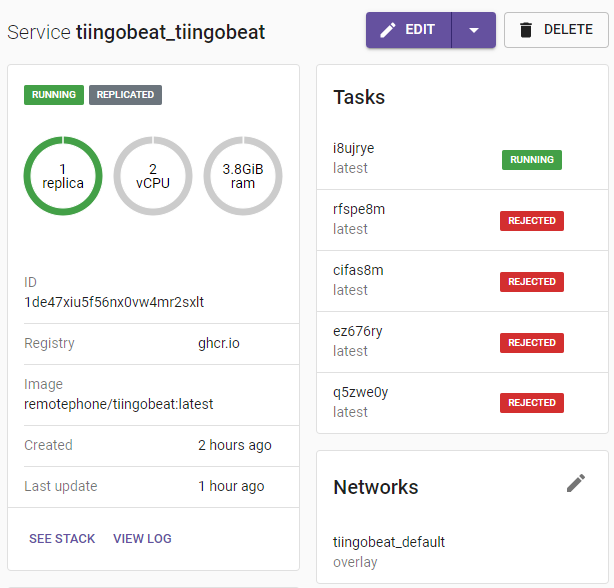 Service tiingobeat_tiingobeat
EDIT
DELETE
RUNNING REPLICATED
1
replica
2
vCPU
3.8GiB
ram
ID
1de47xiu5f56nx0vw4mr2sxlt
Registry ghcr.io
Image
remotephone/tiingobeat:latest
Created 2 hours ago
Last update 1 hour ago
SEE STACK VIEW LOG
Tasks
i8ujrye
latest
RUNNING
rfspe8m
latest
REJECTED
cifas8m
latest
REJECTED
ez676ry
latest
REJECTED
q5zwe0y
latest
REJECTED
Networks
tiingobeat_default
overlay